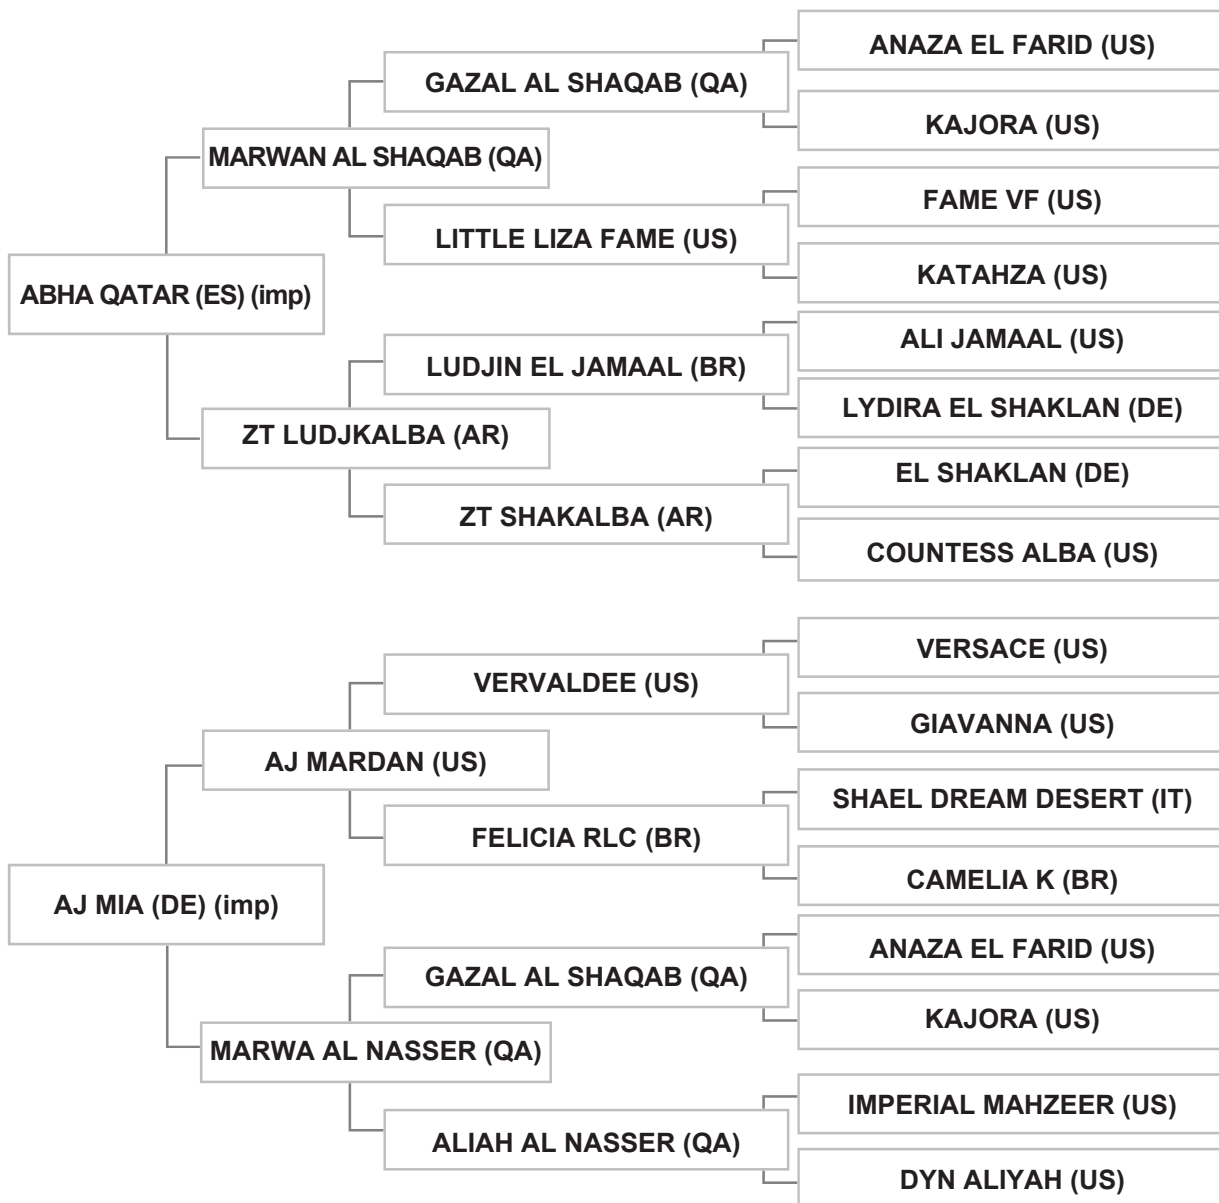 ANAZA EL FARID (US)
GAZAL AL SHAQAB (QA)
KAJORA (US)
MARWAN AL SHAQAB (QA)
FAME VF (US)
LITTLE LIZA FAME (US)
KATAHZA (US)
ABHA QATAR (ES) (imp)
ALI JAMAAL (US)
LUDJIN EL JAMAAL (BR)
LYDIRA EL SHAKLAN (DE)
ZT LUDJKALBA (AR)
EL SHAKLAN (DE)
ZT SHAKALBA (AR)
COUNTESS ALBA (US)
VERSACE (US)
VERVALDEE (US)
GIAVANNA (US)
AJ MARDAN (US)
SHAEL DREAM DESERT (IT)
FELICIA RLC (BR)
CAMELIA K (BR)
AJ MIA (DE) (imp)
ANAZA EL FARID (US)
GAZAL AL SHAQAB (QA)
KAJORA (US)
MARWA AL NASSER (QA)
IMPERIAL MAHZEER (US)
ALIAH AL NASSER (QA)
DYN ALIYAH (US)